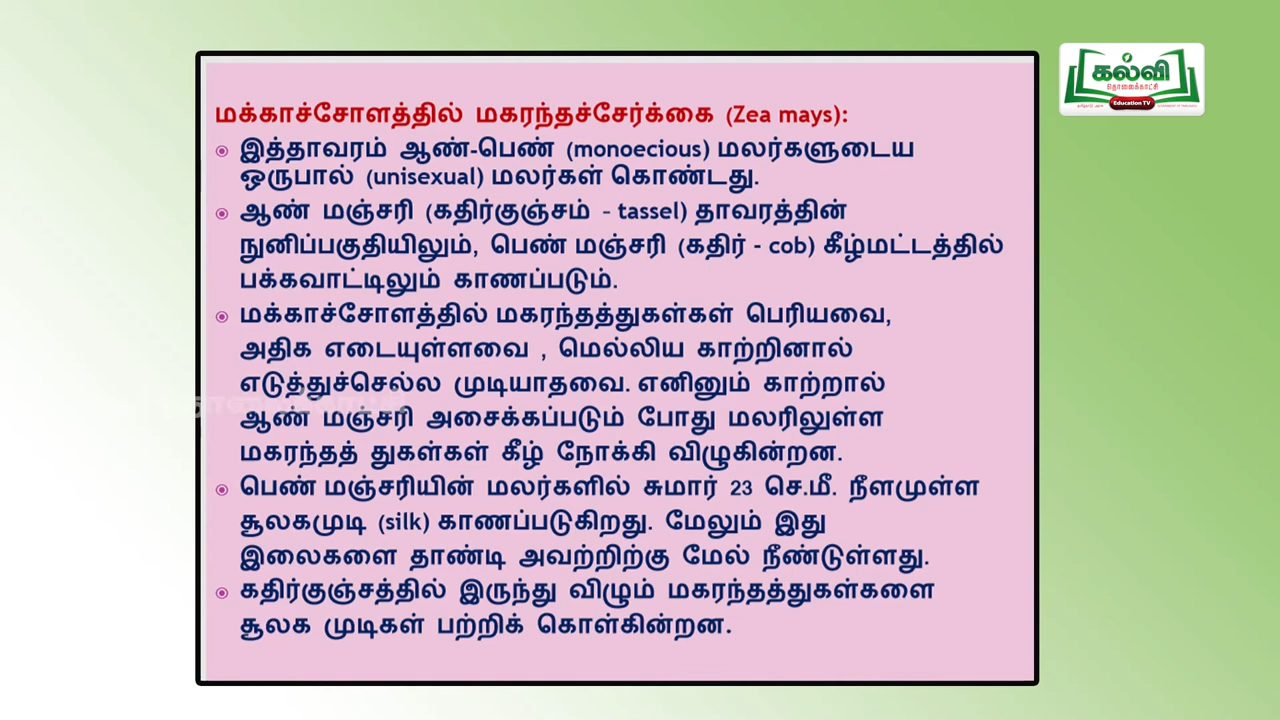 மக்காச்சோளத்தில் மகரந்தச்சேர்க்கை (Zea mays):
இத்தாவரம் ஆண்-பெண் (monoecious) மலர்களுடைய
ஒருபால் (unisexual) மலர்கள் கொண்டது.
ஆண் மஞ்சரி (கதிர்குஞ்சம் - tassel) தாவரத்தின்
நுனிப்பகுதியிலும், பெண் மஞ்சரி (கதிர் - cob) கீழ்மட்டத்தில்
பக்கவாட்டிலும் காணப்படும்.
மக்காச்சோளத்தில் மகரந்தத்துகள்கள் பெரியவை,
அதிக எடையுள்ளவை , மெல்லிய காற்றினால்
எடுத்துச்செல்ல முடியாதவை. எனினும் காற்றால்
ஆண் மஞ்சரி அசைக்கப்படும் போது மலரிலுள்ள
மகரந்தத் துகள்கள் கீழ் நோக்கி விழுகின்றன.
பெண் மஞ்சரியின் மலர்களில் சுமார் 23 செ.மீ. நீளமுள்ள
சூலகமுடி (silk) காணப்படுகிறது. மேலும் இது
இலைகளை தாண்டி அவற்றிற்கு மேல் நீண்டுள்ளது.
கதிர்குஞ்சத்தில் இருந்து விழும் மகரந்தத்துகள்களை
சூலக முடிகள் பற்றிக் கொள்கின்றன.
கல்வி
தொலைக்காட்சி
Education TV